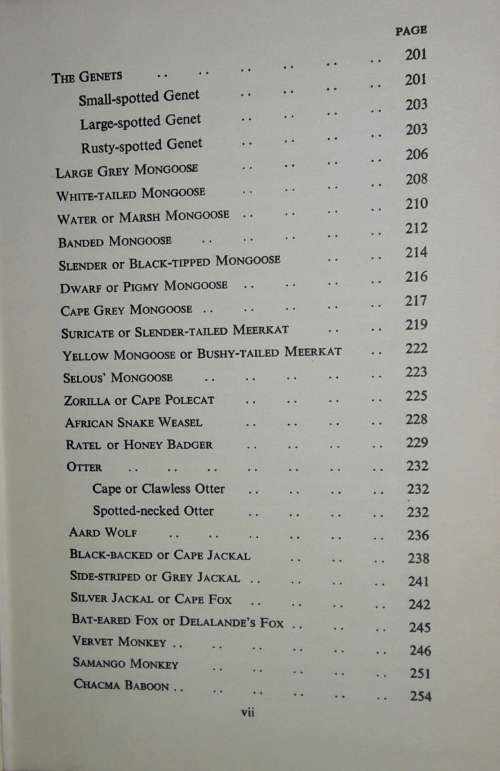 PAGE
THE GENETS .. .. .. .. .. .. 201
Small-spotted Genet .. .. .. .. 201
Large-spotted Genet .. .. .. .. 203
Rusty-spotted Genet .. .. .. .. 203
LARGE GREY MONGOOSE .. .. .. .. 206
WHITE-TAILED MONGOOSE .. .. .. .. 208
WATER OR MARSH MONGOOSE .. .. .. .. 210
BANDED MONGOOSE .. .. .. .. .. 212
SLENDER OR BLACK-TIPPED MONGOOSE .. .. 214
DWARF OR PIGMY MONGOOSE .. .. .. .. 216
CAPE GREY MONGOOSE .. .. .. .. .. 217
SURICATE OR SLENDER-TAILED MEERKAT .. .. 219
YELLOW MONGOOSE OR BUSHY-TAILED MEERKAT .. 222
SELOUS' MONGOOSE .. .. .. .. .. 223
ZORILLA OR CAPE POLECAT .. .. .. .. 225
AFRICAN SNAKE WEASEL .. .. .. .. 228
RATEL OR HONEY BADGER .. .. .. .. 229
OTTER .. .. .. .. .. .. .. 232
Cape or Clawless Otter .. .. .. .. 232
Spotted-necked Otter .. .. .. .. 232
AARD WOLF .. .. .. .. .. .. 236
BLACK-BACKED OR CAPE JACKAL .. .. .. 238
SIDE-STRIPED OR GREY JACKAL .. .. .. .. 241
SILVER JACKAL OR CAPE FOX .. .. .. .. 242
BAT-EARED FOX OR DELALANDE'S FOX .. .. .. 245
VERVET MONKEY .. .. .. .. .. .. 246
SAMANGO MONKEY .. .. .. .. .. 251
CHACMA BABOON .. .. .. .. .. .. 254
vii